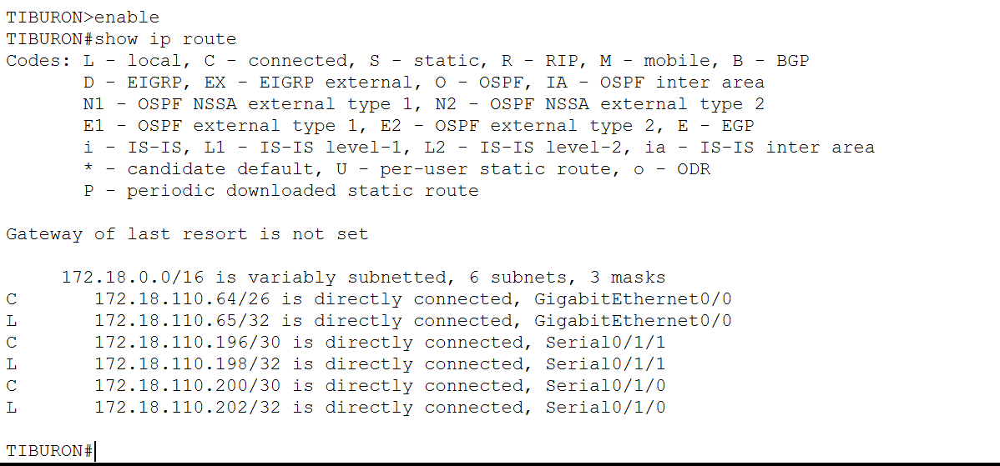 TIBURON>enable
TIBURON#show ip route
Codes: L - local, C - connected, S - static, R - RIP, M - mobile, B - BGP
       D - EIGRP, EX - EIGRP external, O - OSPF, IA - OSPF inter area
       N1 - OSPF NSSA external type 1, N2 - OSPF NSSA external type 2
       E1 - OSPF external type 1, E2 - OSPF external type 2, E - EGP
       i - IS-IS, L1 - IS-IS level-1, L2 - IS-IS level-2, ia - IS-IS inter area
       * - candidate default, U - per-user static route, o - ODR
       P - periodic downloaded static route
Gateway of last resort is not set
     172.18.0.0/16 is variably subnetted, 6 subnets, 3 masks
C       172.18.110.64/26 is directly connected, GigabitEthernet0/0
L       172.18.110.65/32 is directly connected, GigabitEthernet0/0
C       172.18.110.196/30 is directly connected, Serial0/1/1
L       172.18.110.198/32 is directly connected, Serial0/1/1
C       172.18.110.200/30 is directly connected, Serial0/1/0
L       172.18.110.202/32 is directly connected, Serial0/1/0
TIBURON#